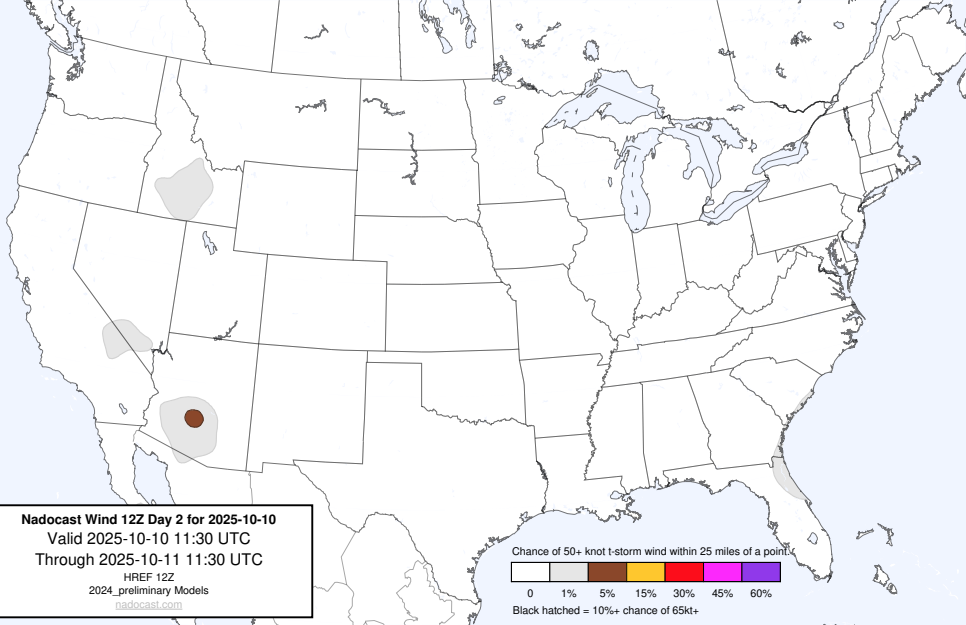 Nadocast Wind 12Z Day 2 for 2025-10-10
Valid 2025-10-10 11:30 UTC
Through 2025-10-11 11:30 UTC
HREF 12Z
2024_preliminary Models
nadocast.com
Chance of 50+ knot t-storm wind within 25 miles of a point.
0 1% 5% 15% 30% 45% 60%
Black hatched = 10%+ chance of 65kt+